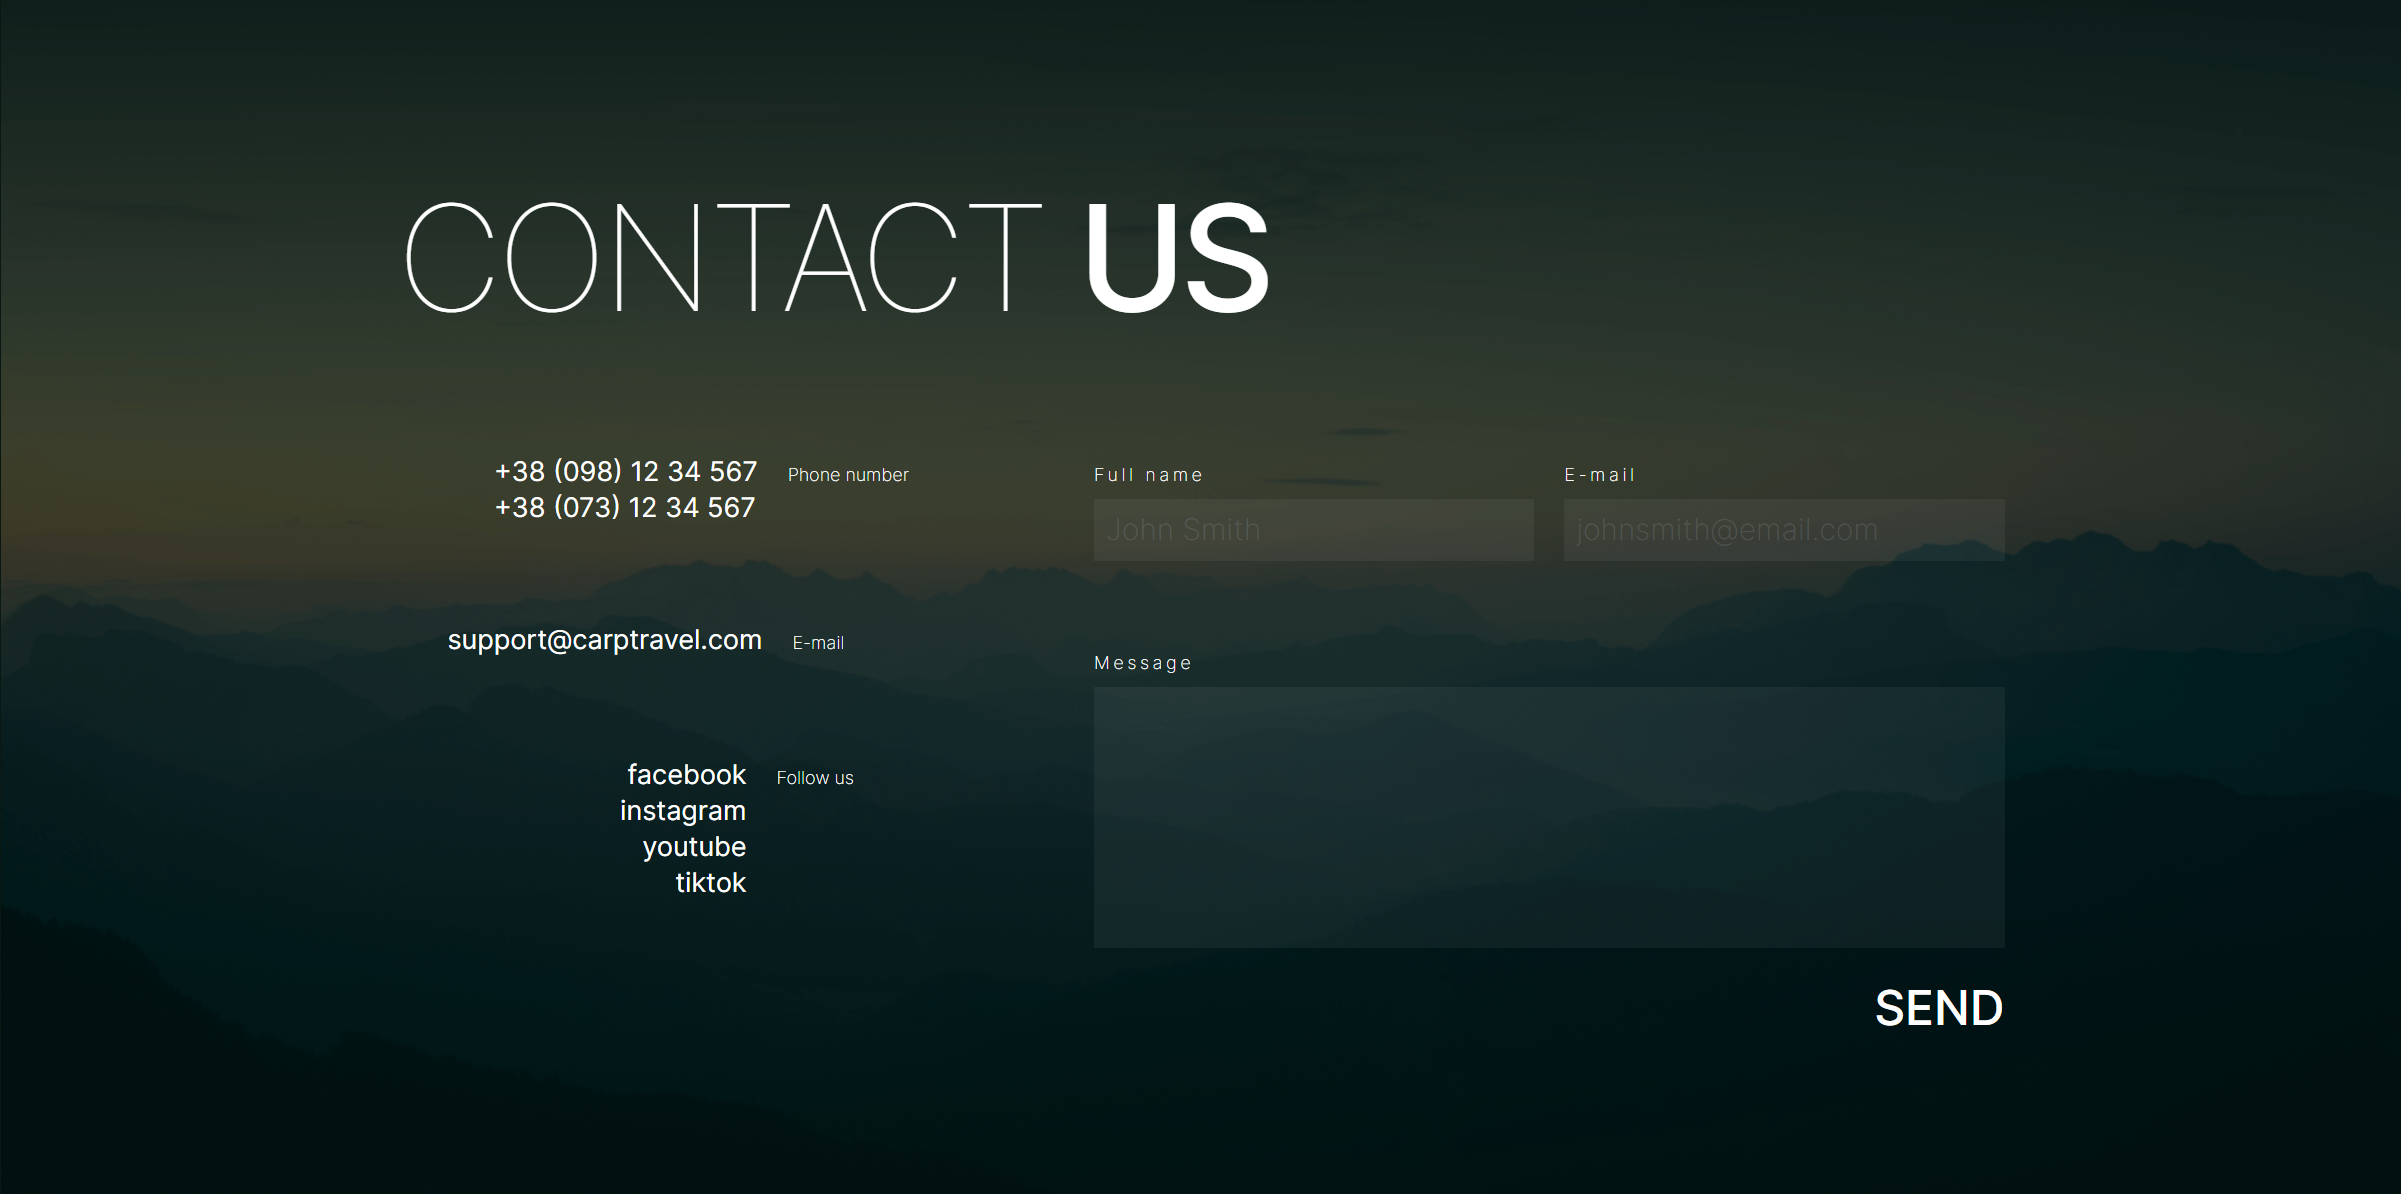 CONTACT US
+38 (098) 12 34 567 Phone number
+38 (073) 12 34 567
support@carptravel.com E-mail
facebook Follow us
instagram
youtube
tiktok
Full name
John Smith
E-mail
johnsmith@email.com
Message
SEND